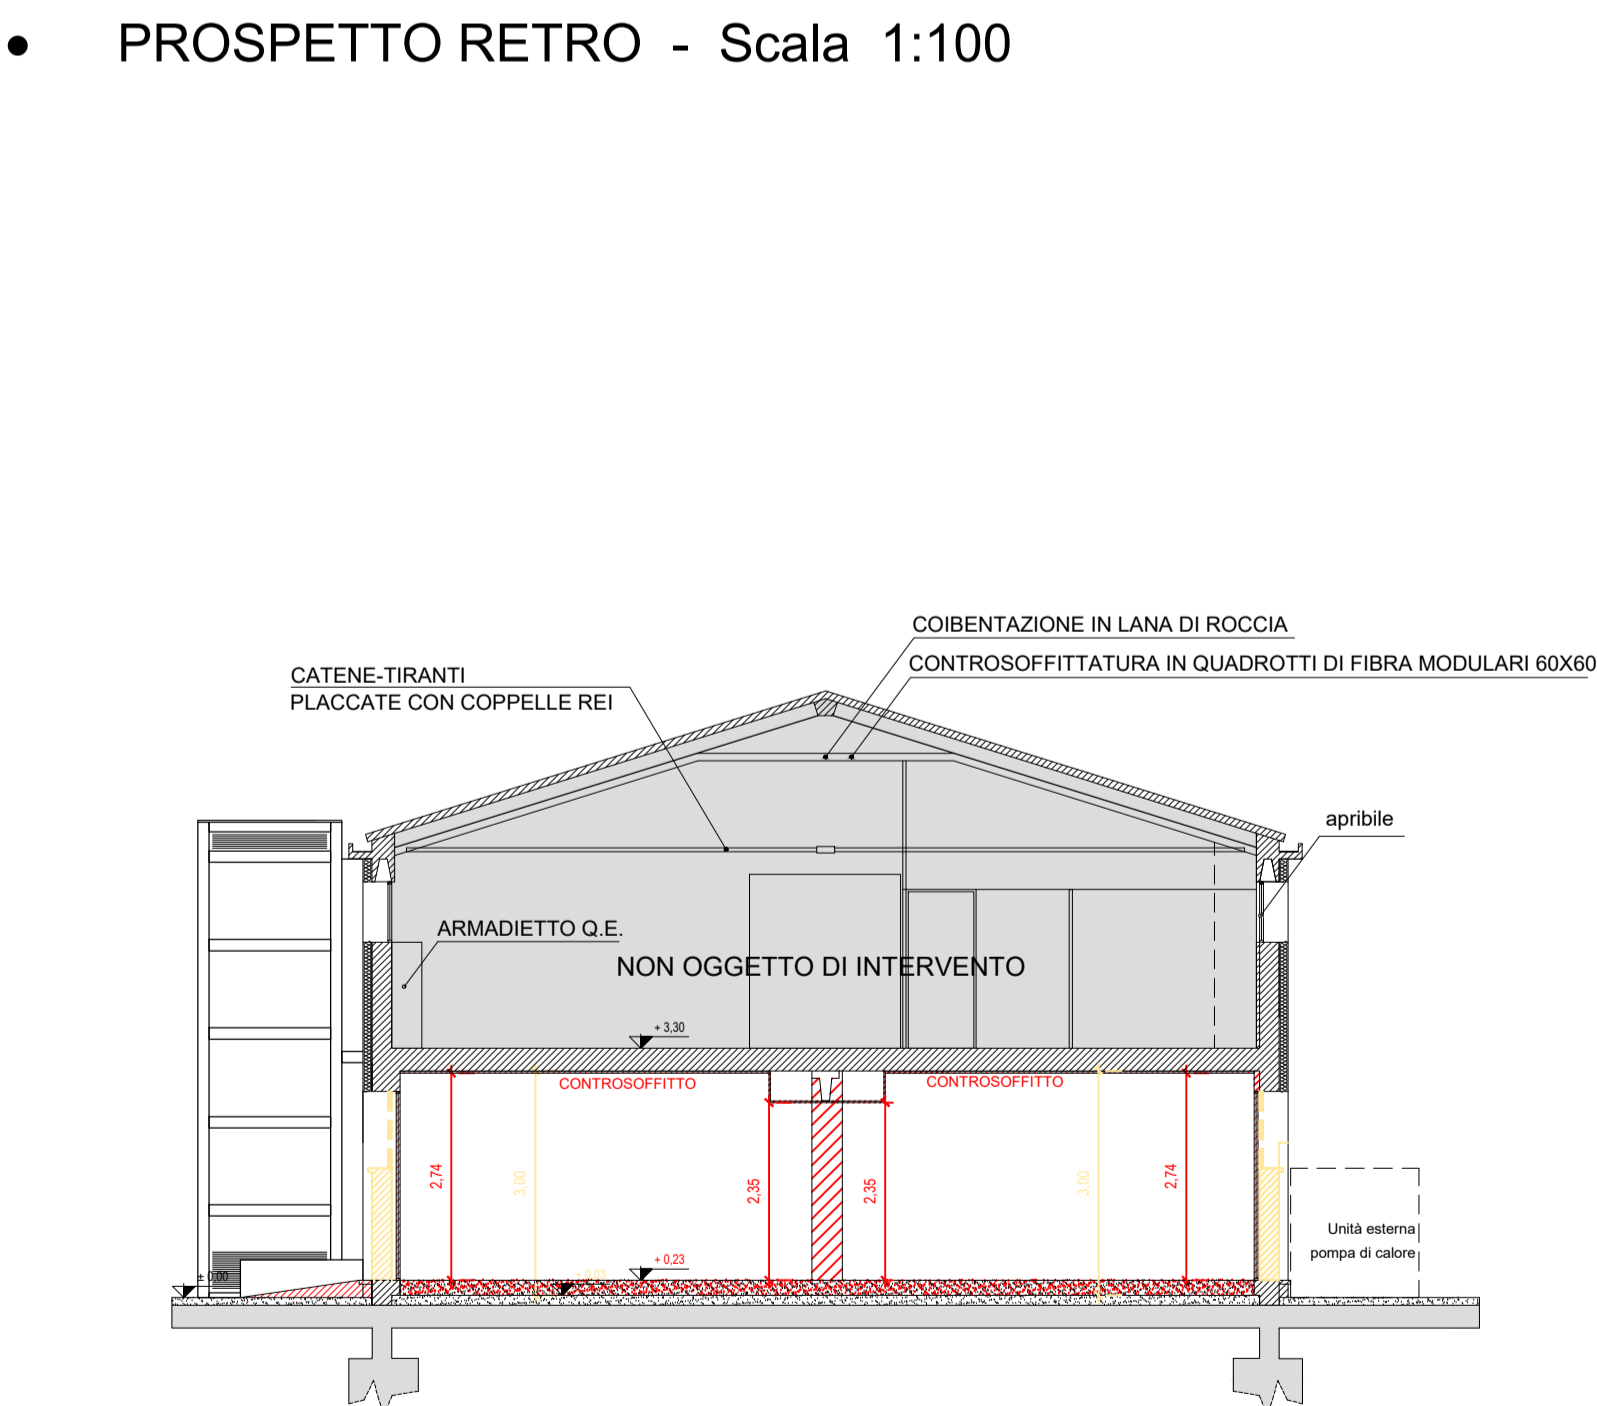 • PROSPETTO RETRO - Scala 1:100
COIBENTAZIONE IN LANA DI ROCCIA
CONTROSOFFITTATURA IN QUADROTTI DI FIBRA MODULARI 60X60
CATENE-TIRANTI
PLACCATE CON COPPELLE REI
apribile
ARMADIETTO Q.E.
NON OGGETTO DI INTERVENTO
+ 3,30
CONTROSOFFITTO
CONTROSOFFITTO
2,74
3,00
2,35
2,35
3,00
2,74
Unità esterna
pompa di calore
+ 0,23
± 0,00
+ 0,03